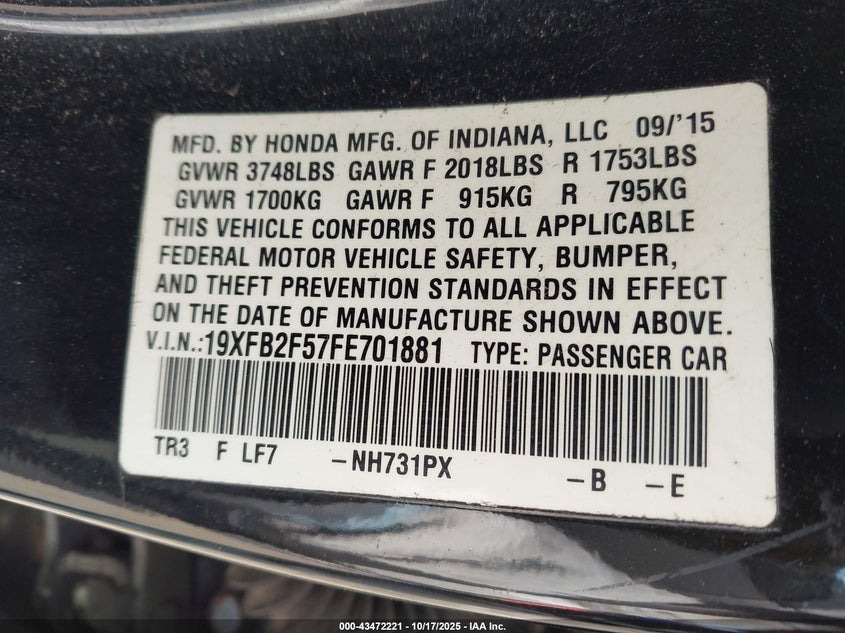 MFD. BY HONDA MFG. OF INDIANA, LLC 09/'15
GVWR 3748LBS GAWR F 2018LBS R 1753LBS
GVWR 1700KG GAWR F 915KG R 795KG
THIS VEHICLE CONFORMS TO ALL APPLICABLE
FEDERAL MOTOR VEHICLE SAFETY, BUMPER,
AND THEFT PREVENTION STANDARDS IN EFFECT
ON THE DATE OF MANUFACTURE SHOWN ABOVE.
V.I.N.:19XFB2F57FE701881 TYPE: PASSENGER CAR
TR3 F LF7 -NH731PX -B -E
000-43472221 - 10/17/2025 - IAA Inc.